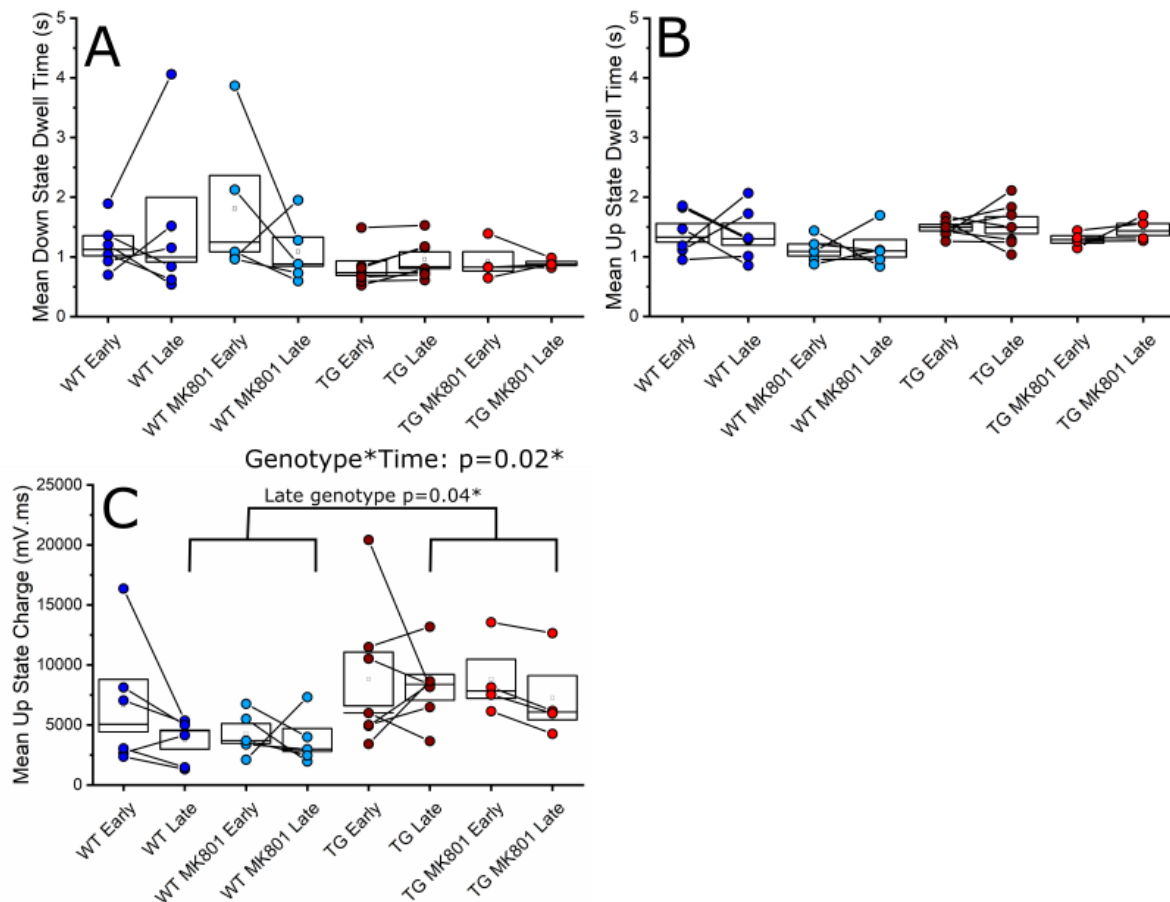 A
Mean Down State Dwell Time (s)
5
4
3
2
1
0
WT Early
WT Late
WT MK801 Early
WT MK801 Late
TG Early
TG Late
TG MK801 Early
TG MK801 Late
B
Mean Up State Dwell Time (s)
5
4
3
2
1
0
WT Early
WT Late
WT MK801 Early
WT MK801 Late
TG Early
TG Late
TG MK801 Early
TG MK801 Late
Genotype*Time: p=0.02*
Late genotype p=0.04*
C
Mean Up State Charge (mV.ms)
25000
20000
15000
10000
5000
0
WT Early
WT Late
WT MK801 Early
WT MK801 Late
TG Early
TG Late
TG MK801 Early
TG MK801 Late